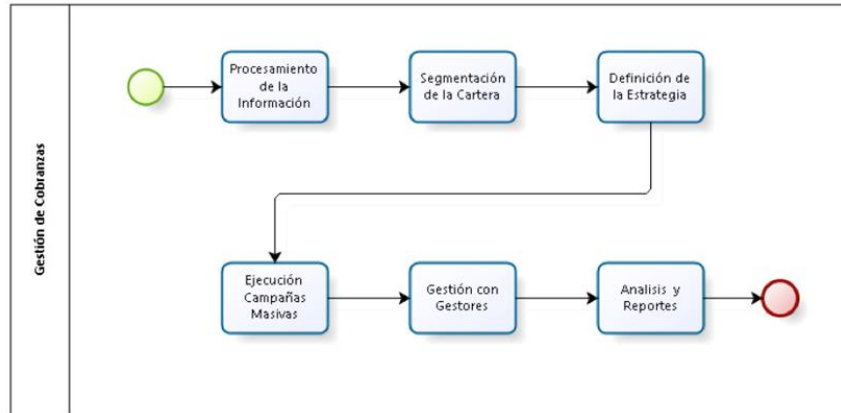 Gestión de Cobranzas
Procesamiento
de la
Información
Segmentación
de la Cartera
Definición de
la Estrategia
Ejecución
Campañas
Masivas
Gestión con
Gestores
Analisis y
Reportes